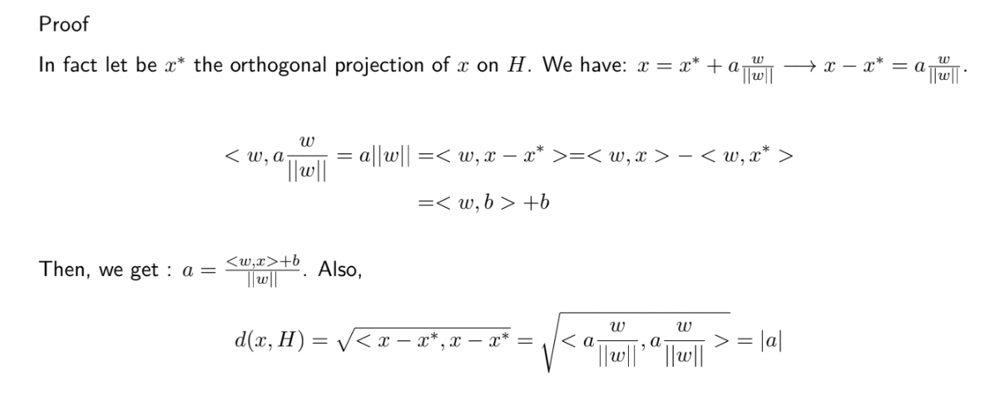 Proof
In fact let be $x^*$ the orthogonal projection of $x$ on $H$. We have: $x = x^* + a\frac{w}{||w||} \longrightarrow x - x^* = a\frac{w}{||w||}$.
$< w, a\frac{w}{||w||} = a||w|| =< w, x - x^* >=< w, x > - < w, x^* >$
$=< w, b > +b$
Then, we get : $a = \frac{<w,x>+b}{||w||}$. Also,
$d(x, H) = \sqrt{< x - x^*, x - x^*} = \sqrt{< a\frac{w}{||w||}, a\frac{w}{||w||} >} = |a|$